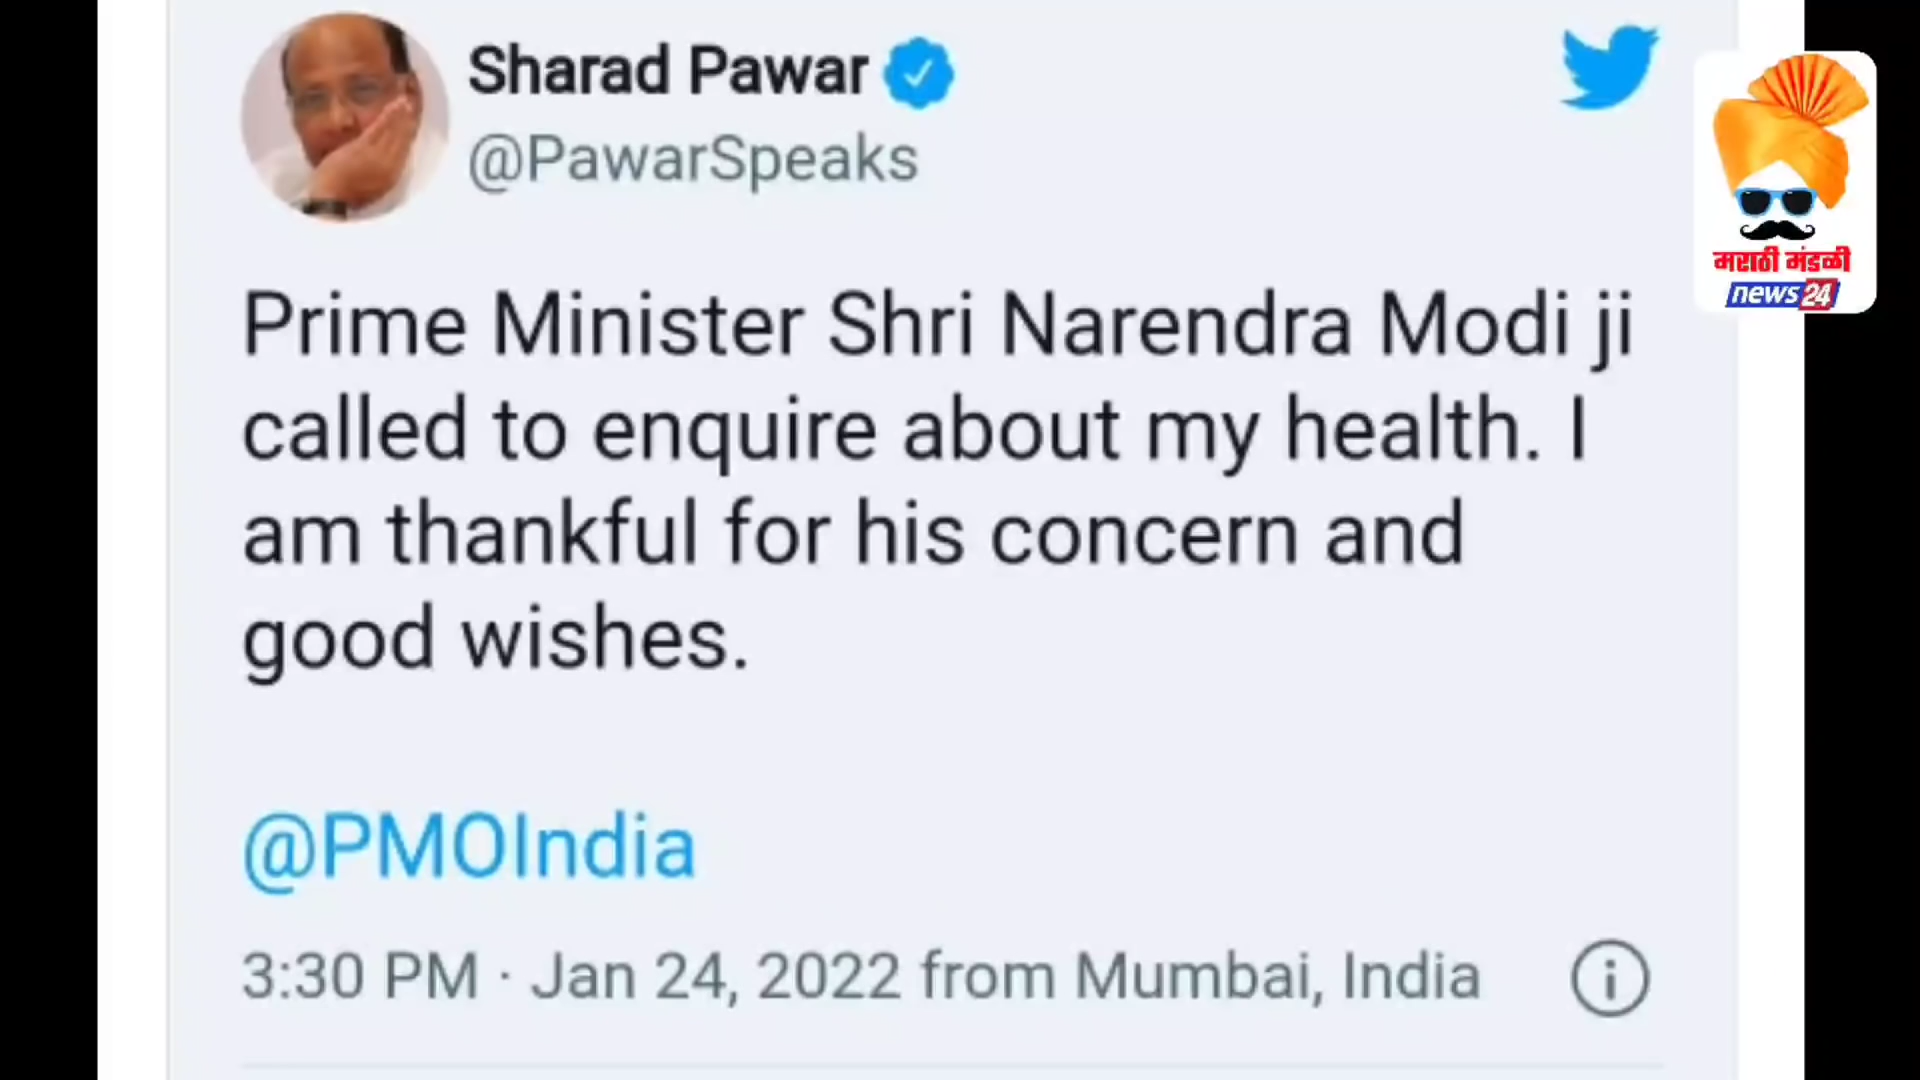 Sharad Pawar
@PawarSpeaks
मराठी मंडळी
news24
Prime Minister Shri Narendra Modi ji
called to enquire about my health. I
am thankful for his concern and
good wishes.
@PMOIndia
3:30 PM · Jan 24, 2022 from Mumbai, India